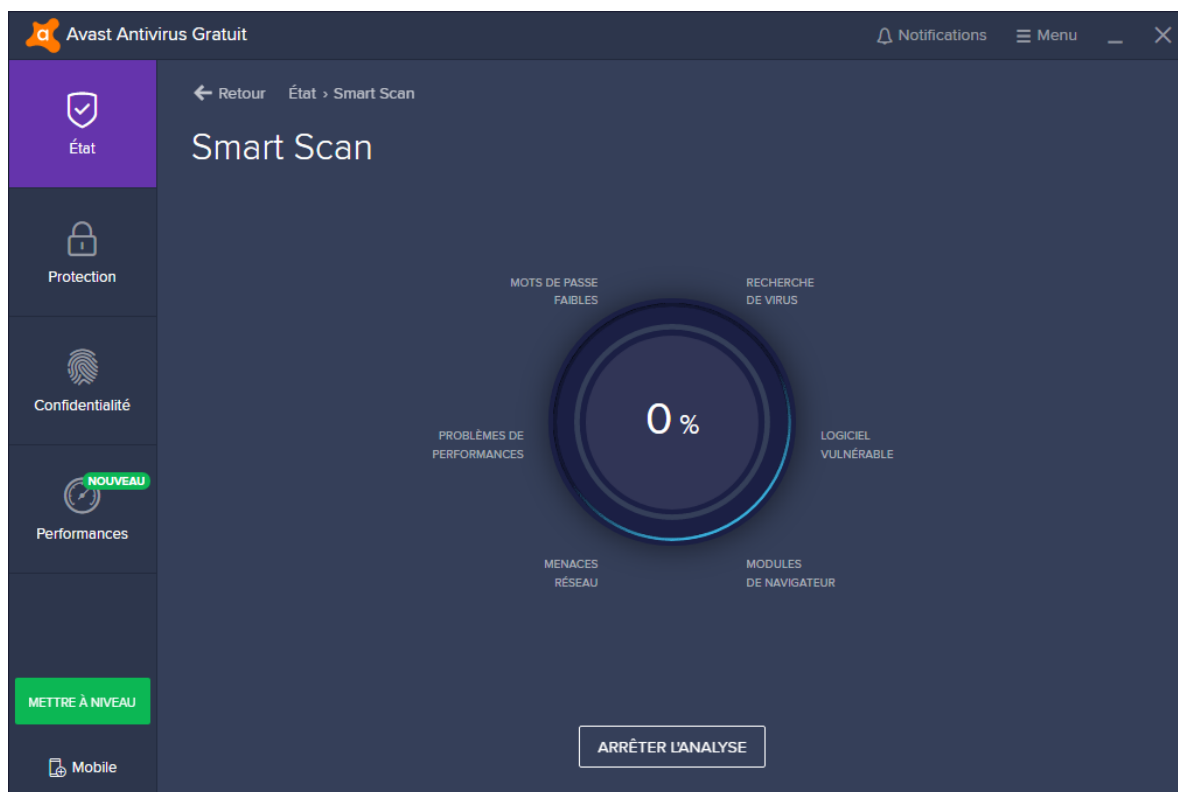 Avast Antivirus Gratuit
Notifications
Menu
État
Retour
État › Smart Scan
Smart Scan
Protection
Confidentialité
NOUVEAU
Performances
METTRE À NIVEAU
Mobile
MOTS DE PASSE
FAIBLES
RECHERCHE
DE VIRUS
PROBLÈMES DE
PERFORMANCES
0 %
LOGICIEL
VULNÉRABLE
MENACES
RÉSEAU
MODULES
DE NAVIGATEUR
ARRÊTER L'ANALYSE